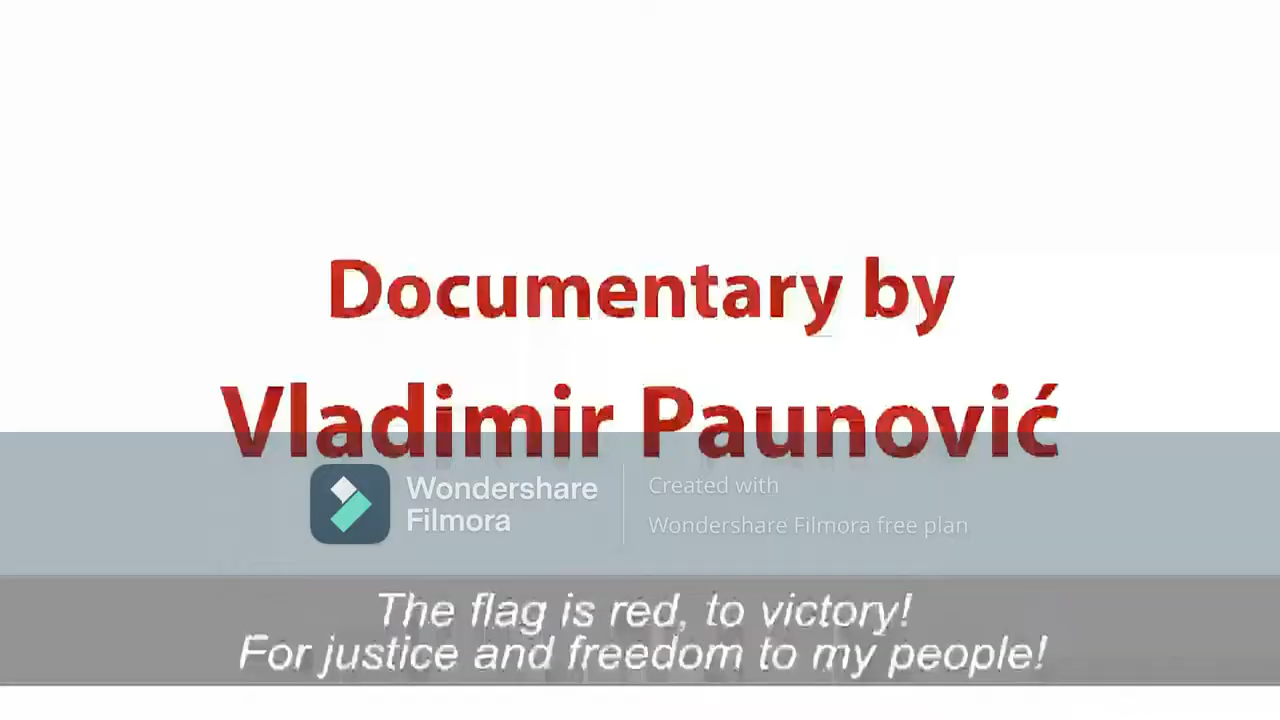 Documentary by
Vladimir Paunović
Wondershare
Filmora
Created with
Wondershare Filmora free plan
The flag is red, to victory!
For justice and freedom to my people!